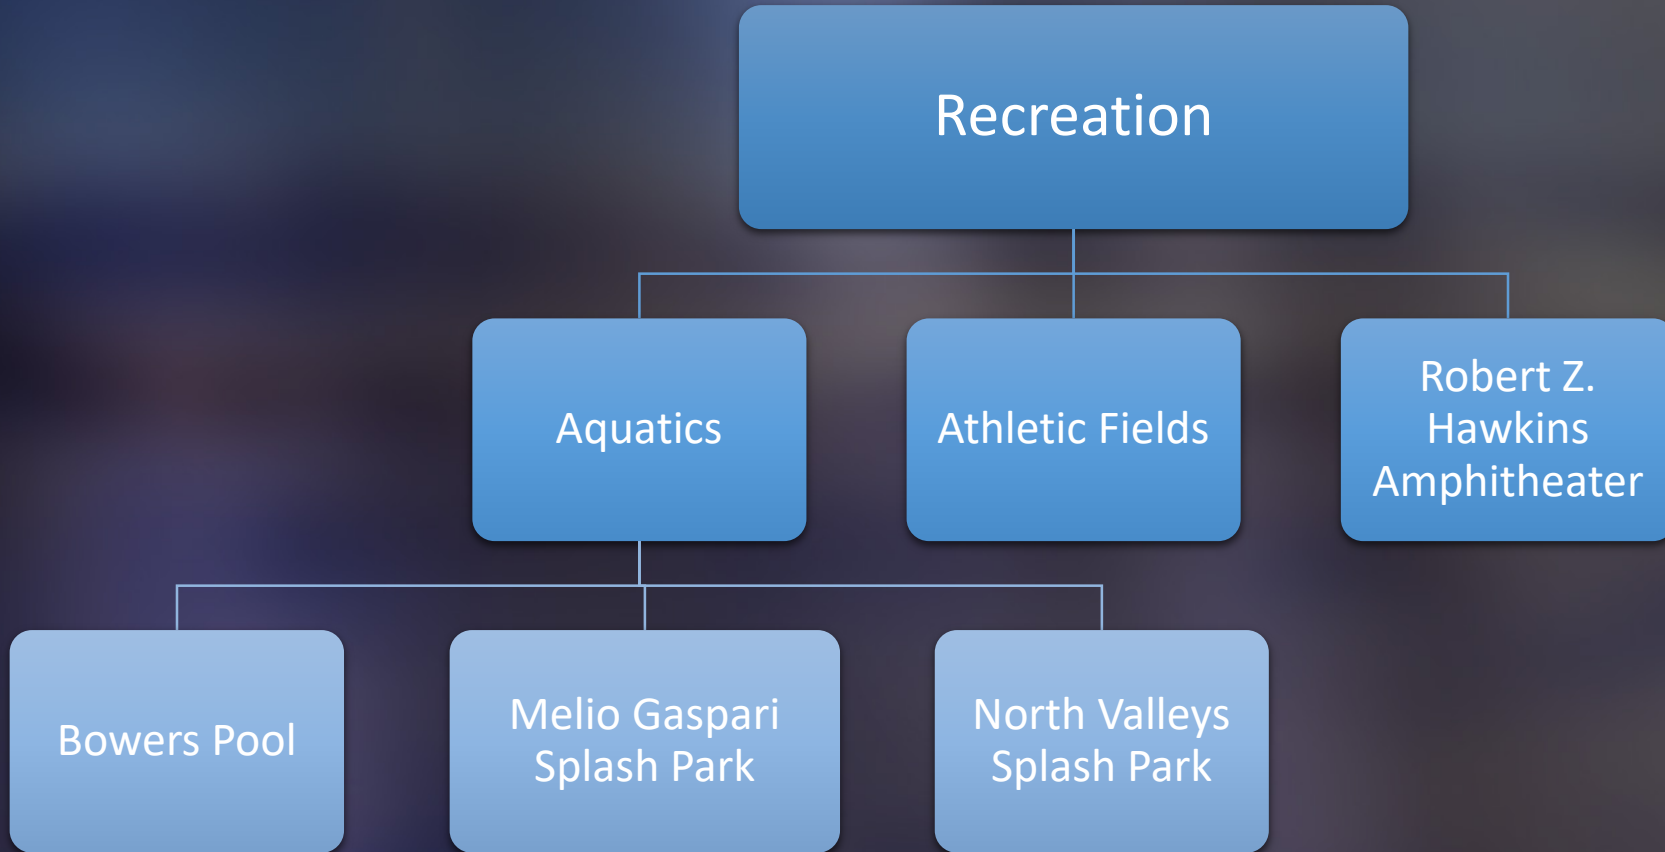 Recreation
Aquatics
Athletic Fields
Robert Z.
Hawkins
Amphitheater
Bowers Pool
Melio Gaspari
Splash Park
North Valleys
Splash Park